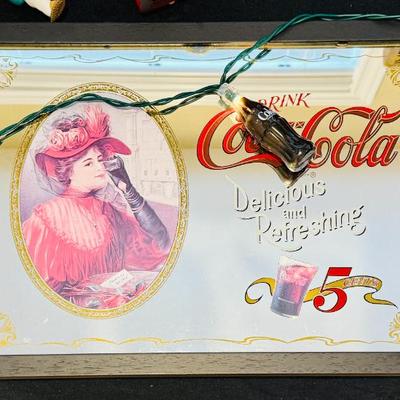 DRINK
Coca-Cola
®
Delicious
and
Refreshing
5